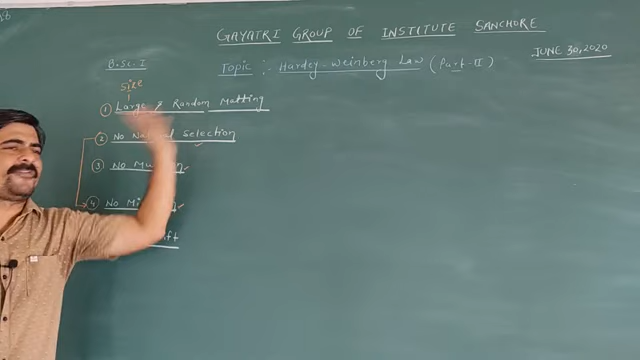 GAYATRI GROUP OF INSTITUTE SANCHORE
JUNE 30, 2020
B.Sc. I
Topic :- Hardey-Weinberg Law (Part-II)
Size
① Large & Random Matting
② No Natural Selection
③ No Mu
④ No Mi
ft